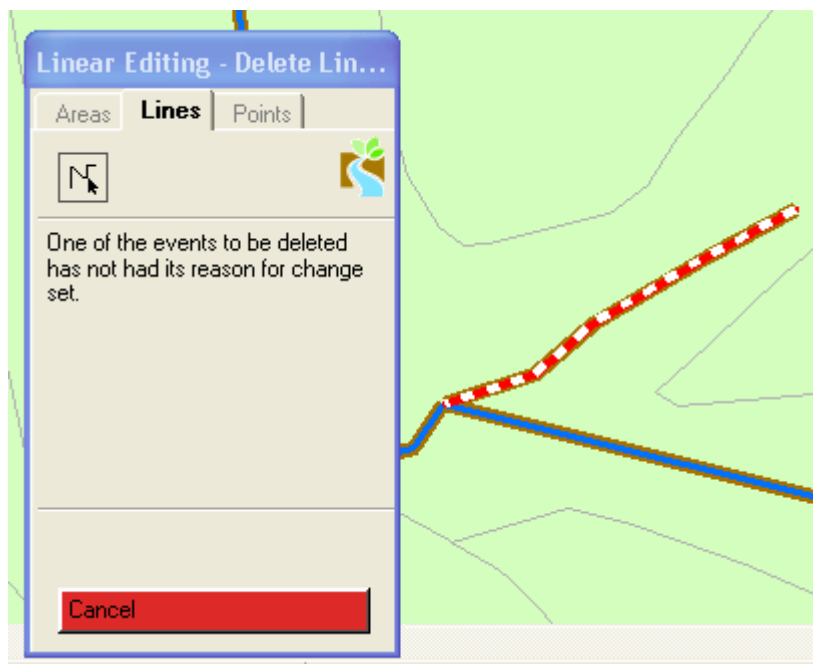 Linear Editing - Delete Lin...
Areas Lines Points
One of the events to be deleted
has not had its reason for change
set.
Cancel